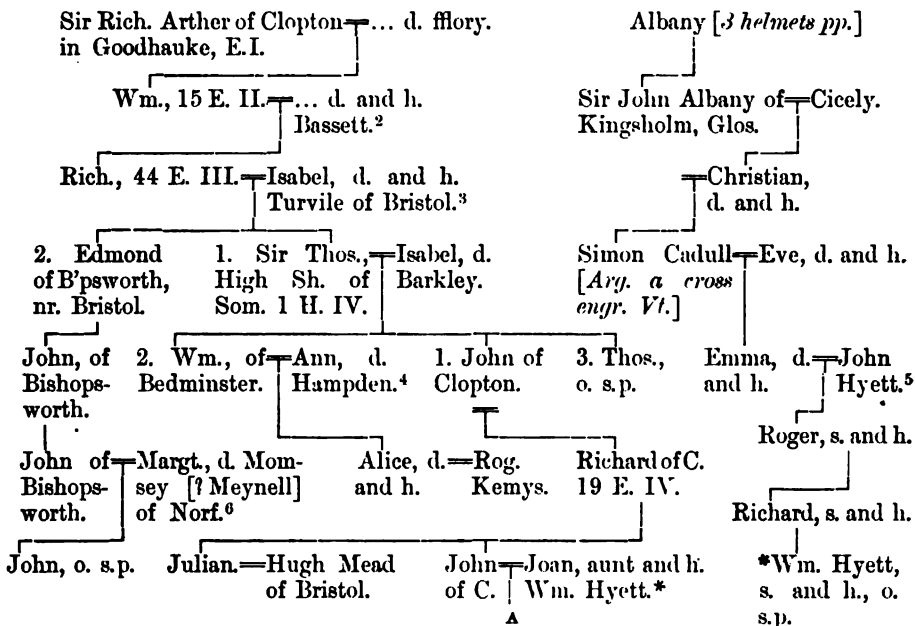 Sir Rich. Arther of Clopton ... d. fflory.
in Goodhauke, E.I.
Albany [3 helmets pp.]
Wm., 15 E. II. ... d. and h.
Bassett.²
Sir John Albany of Cicely.
Kingsholm, Glos.
Rich., 44 E. III. Isabel, d. and h.
Turvile of Bristol.³
Christian,
d. and h.
2. Edmond
of B'psworth,
nr. Bristol.
1. Sir Thos.,
High Sh. of
Som. 1 H. IV.
Isabel, d.
Barkley.
Simon Cadull
[Arg. a cross
engr. Vt.]
Eve, d. and h.
John, of
Bishops-
worth.
2. Wm., of
Bedminster.
Ann, d.
Hampden.⁴
1. John of
Clopton.
3. Thos.,
o. s.p.
Emma, d.
and h.
John
Hyett.⁵
Roger, s. and h.
John of
Bishops-
worth.
Margt., d. Mom-
sey [? Meynell]
of Norf.⁶
Alice, d.
and h.
Rog.
Kemys.
Richard of C.
19 E. IV.
Richard, s. and h.
John, o. s.p.
Julian.
Hugh Mead
of Bristol.
John
of C.
Joan, aunt and h.
Wm. Hyett.*
*Wm. Hyett,
s. and h., o.
s.p.
A